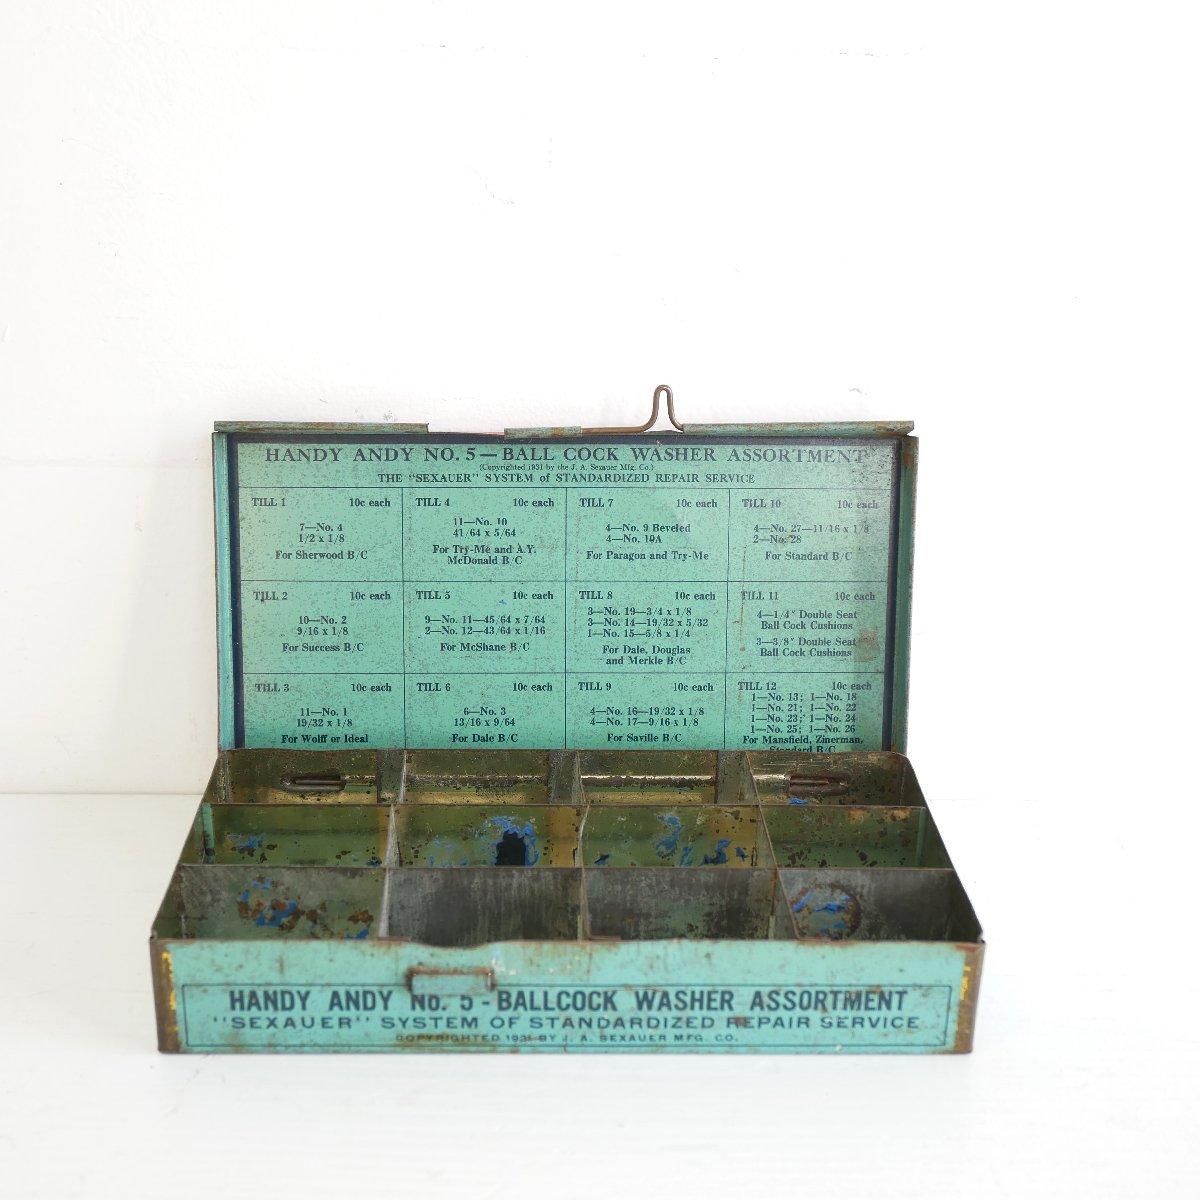 HANDY ANDY NO. 5—BALL COCK WASHER ASSORTMENT
(Copyrighted 1931 by the J. A. Sexauer Mfg. Co.)
THE "SEXAUER" SYSTEM of STANDARDIZED REPAIR SERVICE
TILL 1 10c each
7—No. 4
1/2 x 1/8
For Sherwood B/C
TILL 4 10c each
11—No. 10
41/64 x 5/64
For Try-Me and A.Y.
McDonald B/C
TILL 7 10c each
4—No. 9 Beveled
4—No. 10A
For Paragon and Try-Me
TILL 10 10c each
4—No. 27—11/16 x 1/8
2—No. 28
For Standard B/C
TILL 2 10c each
10—No. 2
9/16 x 1/8
For Success B/C
TILL 5 10c each
9—No. 11—45/64 x 7/64
2—No. 12—43/64 x 1/16
For McShane B/C
TILL 8 10c each
3—No. 19—3/4 x 1/8
3—No. 14—19/32 x 5/32
1—No. 15—5/8 x 1/4
For Dale, Douglas
and Merkle B/C
TILL 11 10c each
4—1/4" Double Seat
Ball Cock Cushions
3—3/8" Double Seat
Ball Cock Cushions
TILL 3 10c each
11—No. 1
19/32 x 1/8
For Wolff or Ideal
TILL 6 10c each
6—No. 3
13/16 x 9/64
For Dale B/C
TILL 9 10c each
4—No. 16—19/32 x 1/8
4—No. 17—9/16 x 1/8
For Saville B/C
TILL 12 10c each
1—No. 13; 1—No. 18
1—No. 21; 1—No. 22
1—No. 23; 1—No. 24
1—No. 25; 1—No. 26
For Mansfield, Zinerman,
Standard B/C
HANDY ANDY No. 5-BALLCOCK WASHER ASSORTMENT
"SEXAUER" SYSTEM OF STANDARDIZED REPAIR SERVICE
COPYRIGHTED 1931 BY J. A. SEXAUER MFG. CO.